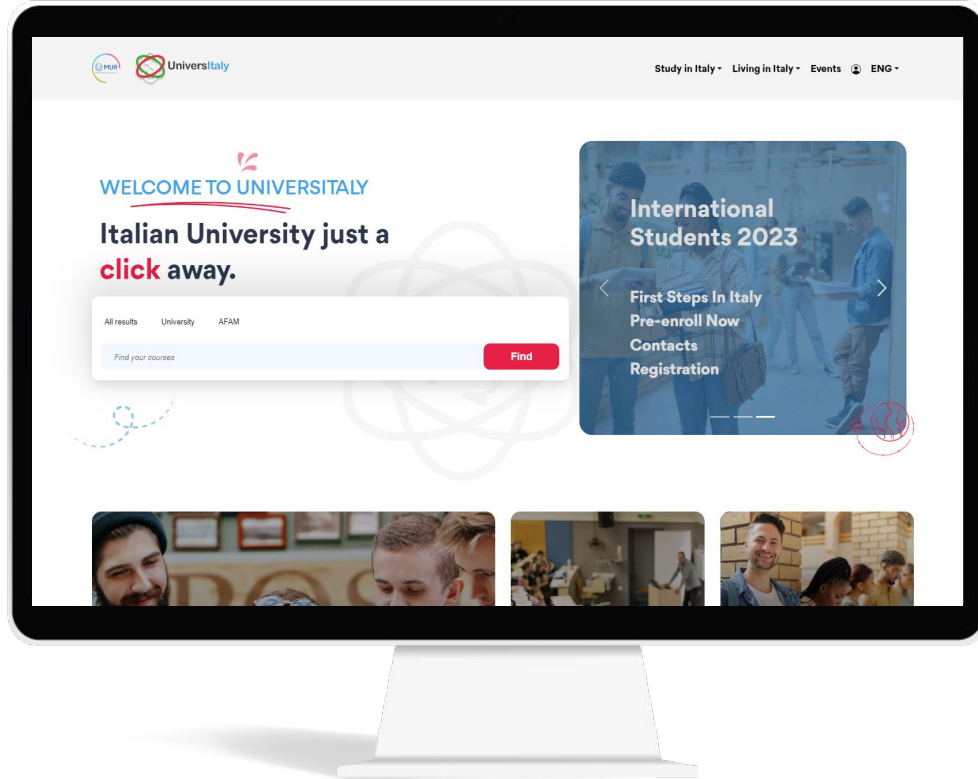 MUR
UniversItaly
Study in Italy
Living in Italy
Events
ENG
WELCOME TO UNIVERSITALY
Italian University just a
click away.
All results
University
AFAM
Find your courses
Find
International
Students 2023
First Steps In Italy
Pre-enroll Now
Contacts
Registration